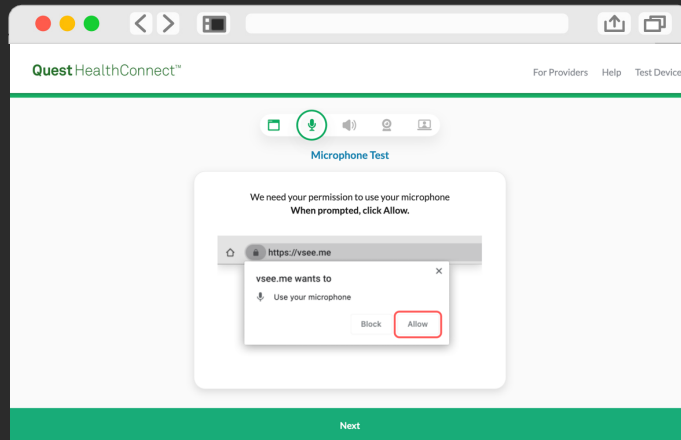 Quest HealthConnect™
For Providers Help Test Device
Microphone Test
We need your permission to use your microphone
When prompted, click Allow.
https://vsee.me
vsee.me wants to
Use your microphone
Block Allow
Next